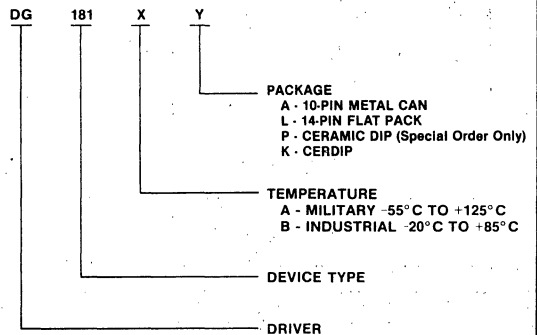 DG 181 X Y
PACKAGE
A - 10-PIN METAL CAN
L - 14-PIN FLAT PACK
P - CERAMIC DIP (Special Order Only)
K - CERDIP
TEMPERATURE
A - MILITARY -55°C TO +125°C
B - INDUSTRIAL -20°C TO +85°C
DEVICE TYPE
DRIVER